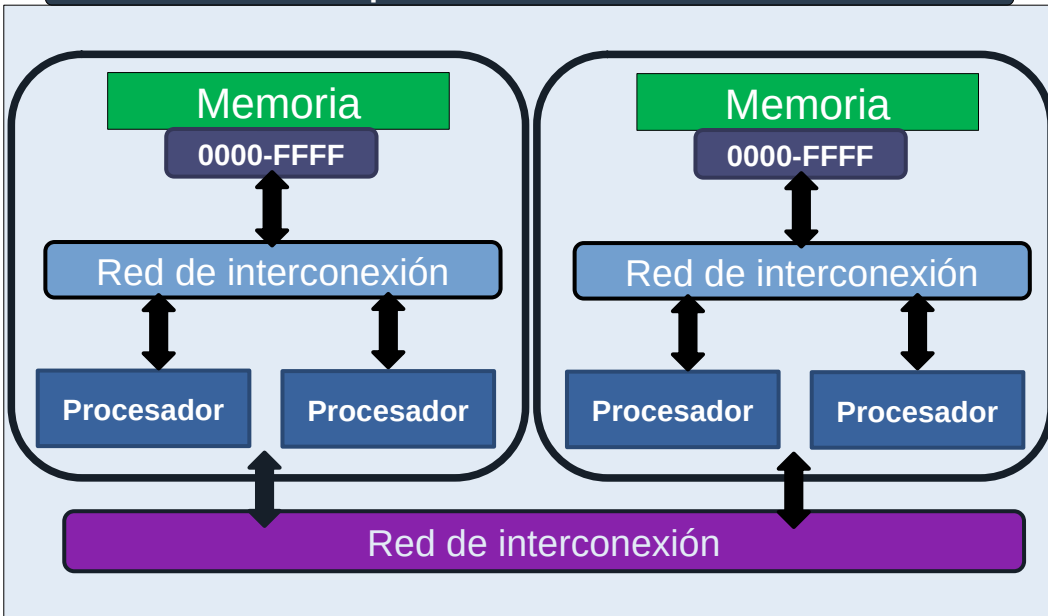 Memoria
Memoria
0000-FFFF
0000-FFFF
Red de interconexión
Red de interconexión
Procesador
Procesador
Procesador
Procesador
Red de interconexión